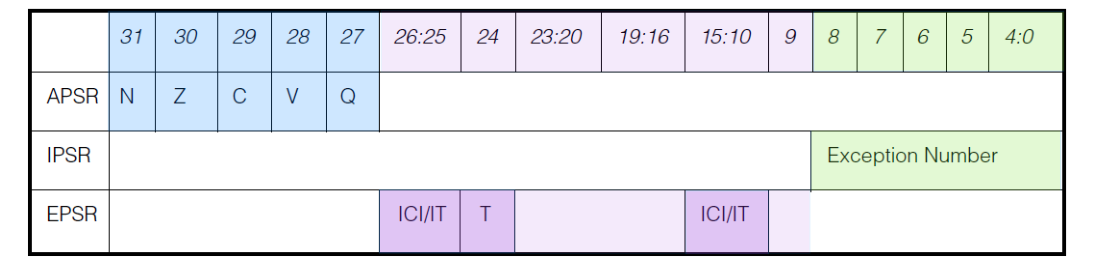 31 30 29 28 27 26:25 24 23:20 19:16 15:10 9 8 7 6 5 4:0
APSR N Z C V Q
IPSR Exception Number
EPSR ICI/IT T ICI/IT